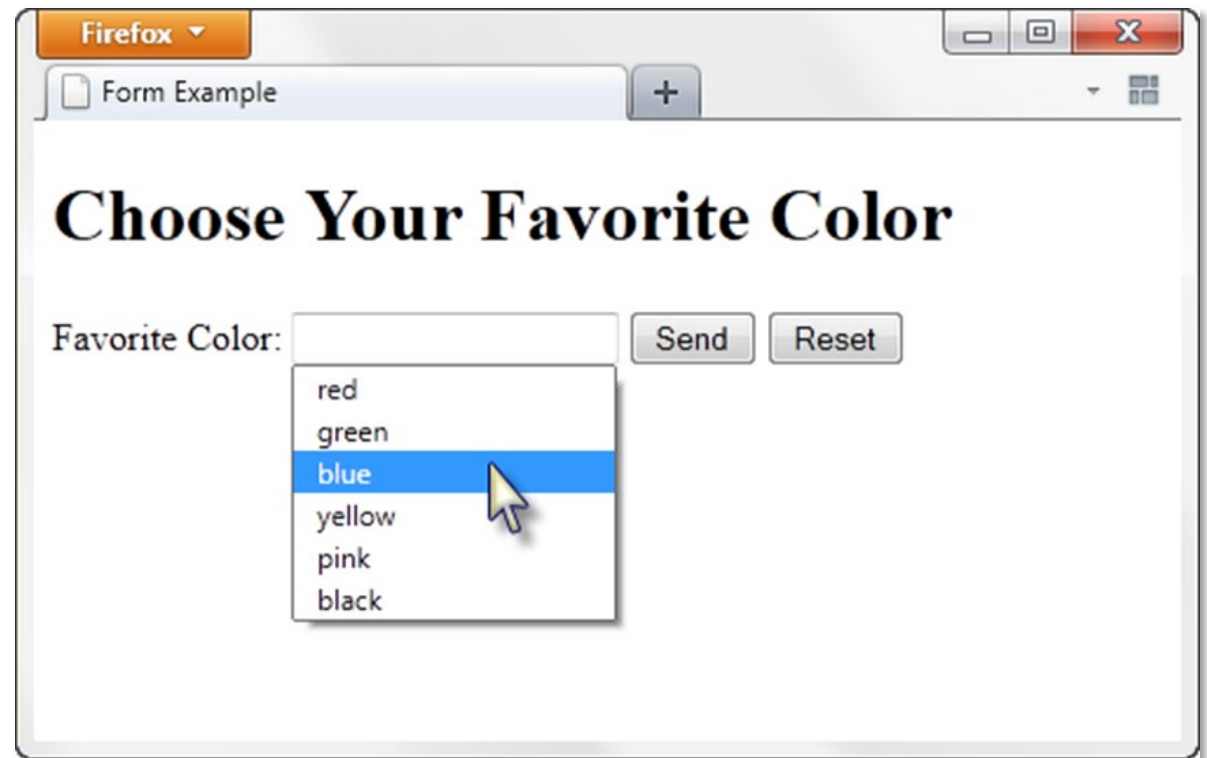 Firefox
Form Example
Choose Your Favorite Color
Favorite Color: Send Reset
red
green
blue
yellow
pink
black